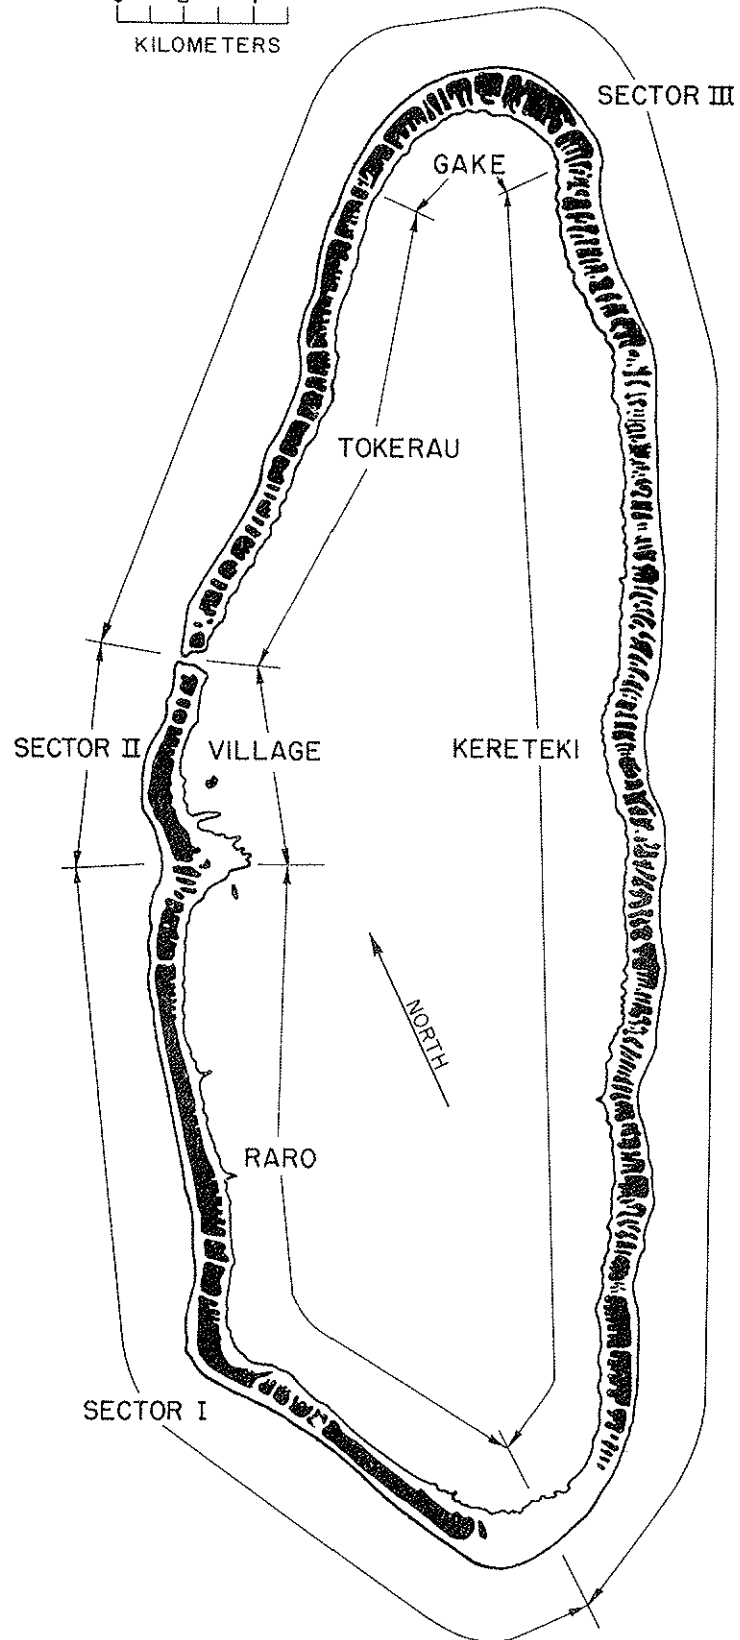 KILOMETERS
SECTOR III
GAKE
TOKERAU
SECTOR II
VILLAGE
KERETEKI
NORTH
RARO
SECTOR I